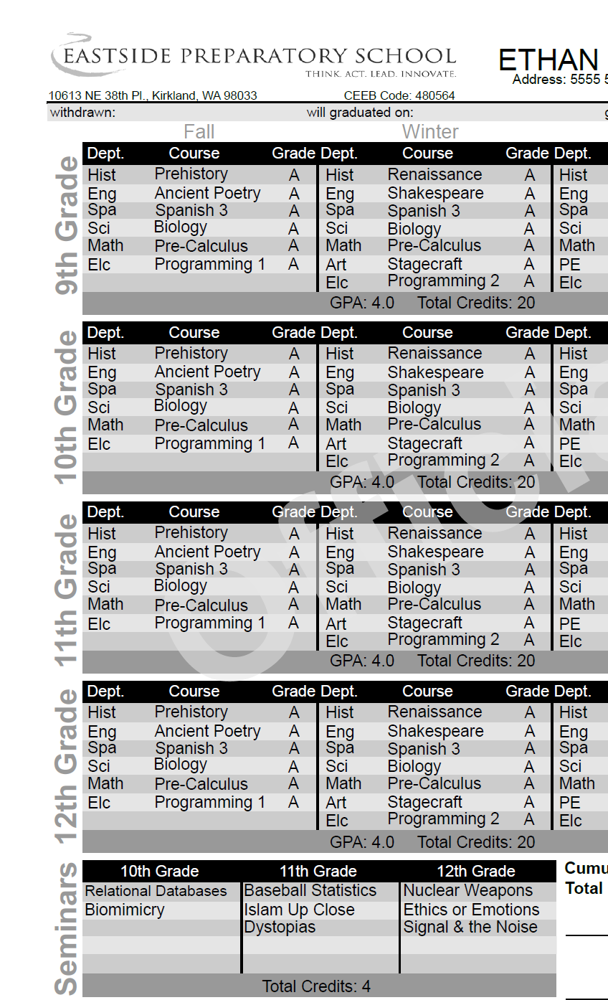 EASTSIDE PREPARATORY SCHOOL
THINK. ACT. LEAD. INNOVATE.
ETHAN
Address: 5555 5
10613 NE 38th Pl., Kirkland, WA 98033 CEEB Code: 480564
withdrawn: will graduated on: g
Fall Winter
9th Grade
Dept. Course Grade Dept. Course Grade Dept.
Hist Prehistory A Hist Renaissance A Hist
Eng Ancient Poetry A Eng Shakespeare A Eng
Spa Spanish 3 A Spa Spanish 3 A Spa
Sci Biology A Sci Biology A Sci
Math Pre-Calculus A Math Pre-Calculus A Math
Elc Programming 1 A Art Stagecraft A PE
Elc Programming 2 A Elc
GPA: 4.0 Total Credits: 20
10th Grade
Dept. Course Grade Dept. Course Grade Dept.
Hist Prehistory A Hist Renaissance A Hist
Eng Ancient Poetry A Eng Shakespeare A Eng
Spa Spanish 3 A Spa Spanish 3 A Spa
Sci Biology A Sci Biology A Sci
Math Pre-Calculus A Math Pre-Calculus A Math
Elc Programming 1 A Art Stagecraft A PE
Elc Programming 2 A Elc
GPA: 4.0 Total Credits: 20
11th Grade
Dept. Course Grade Dept. Course Grade Dept.
Hist Prehistory A Hist Renaissance A Hist
Eng Ancient Poetry A Eng Shakespeare A Eng
Spa Spanish 3 A Spa Spanish 3 A Spa
Sci Biology A Sci Biology A Sci
Math Pre-Calculus A Math Pre-Calculus A Math
Elc Programming 1 A Art Stagecraft A PE
Elc Programming 2 A Elc
GPA: 4.0 Total Credits: 20
12th Grade
Dept. Course Grade Dept. Course Grade Dept.
Hist Prehistory A Hist Renaissance A Hist
Eng Ancient Poetry A Eng Shakespeare A Eng
Spa Spanish 3 A Spa Spanish 3 A Spa
Sci Biology A Sci Biology A Sci
Math Pre-Calculus A Math Pre-Calculus A Math
Elc Programming 1 A Art Stagecraft A PE
Elc Programming 2 A Elc
GPA: 4.0 Total Credits: 20
Seminars
10th Grade 11th Grade 12th Grade
Relational Databases Baseball Statistics Nuclear Weapons
Biomimicry Islam Up Close Ethics or Emotions
Dystopias Signal & the Noise
Total Credits: 4
Cumu
Total
Officia